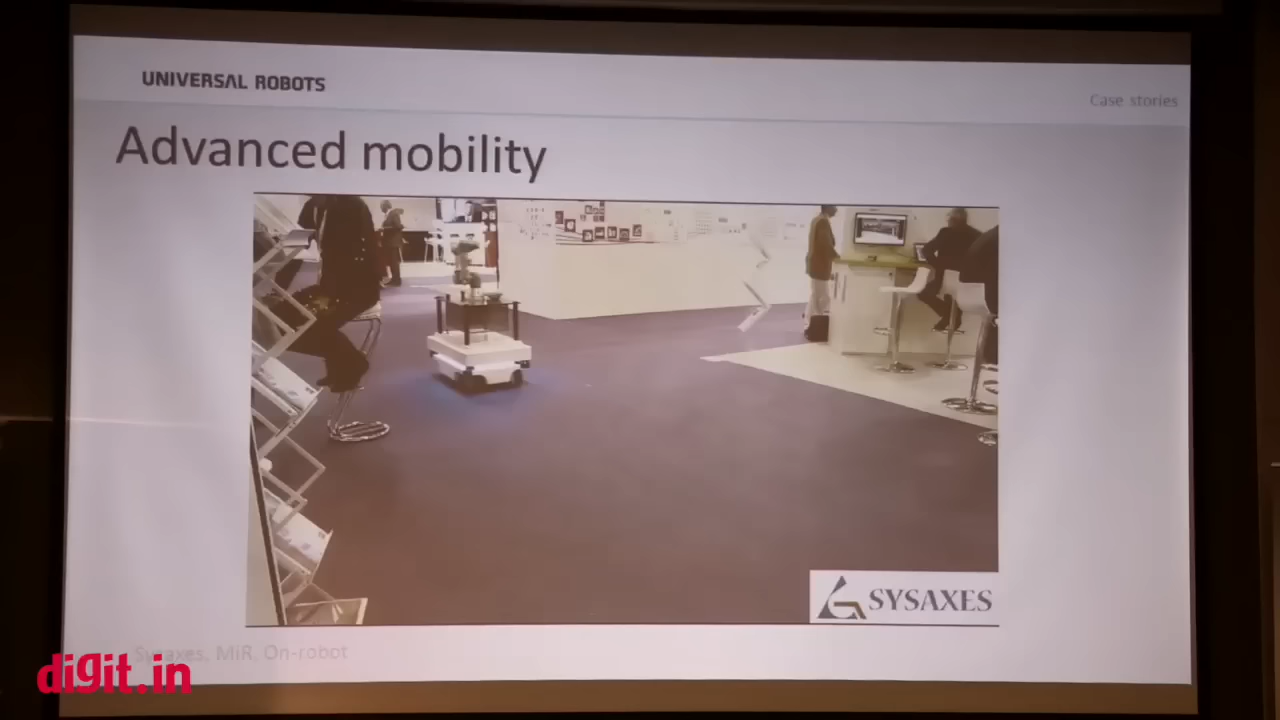 UNIVERSAL ROBOTS
Case stories
Advanced mobility
SYSAXES
Sysaxes, MiR, On-robot
digit.in